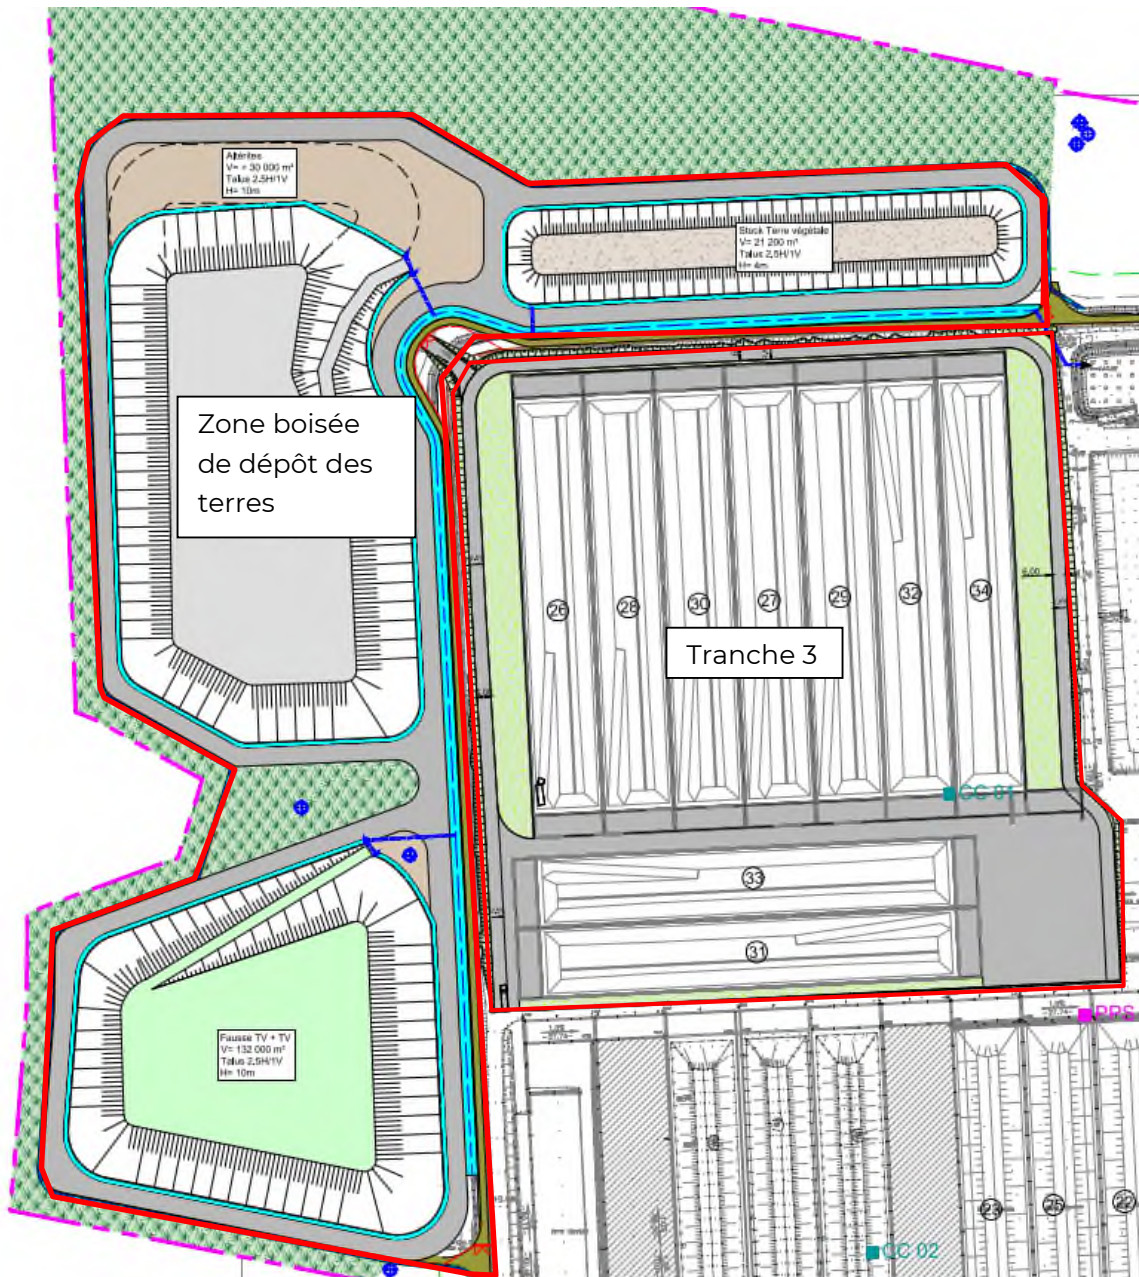 Altérites
V= ± 30 000 m³
Talus 2.5H/1V
H= 10m
Stock Terre végétale
V= 21 200 m³
Talus 2,5H/1V
H= 4m
Zone boisée
de dépôt des
terres
26
28
30
27
29
32
34
Tranche 3
CC 01
33
31
PRS
Fausse TV + TV
V= 132 000 m³
Talus 2,5H/1V
H= 10m
23
25
22
CC 02